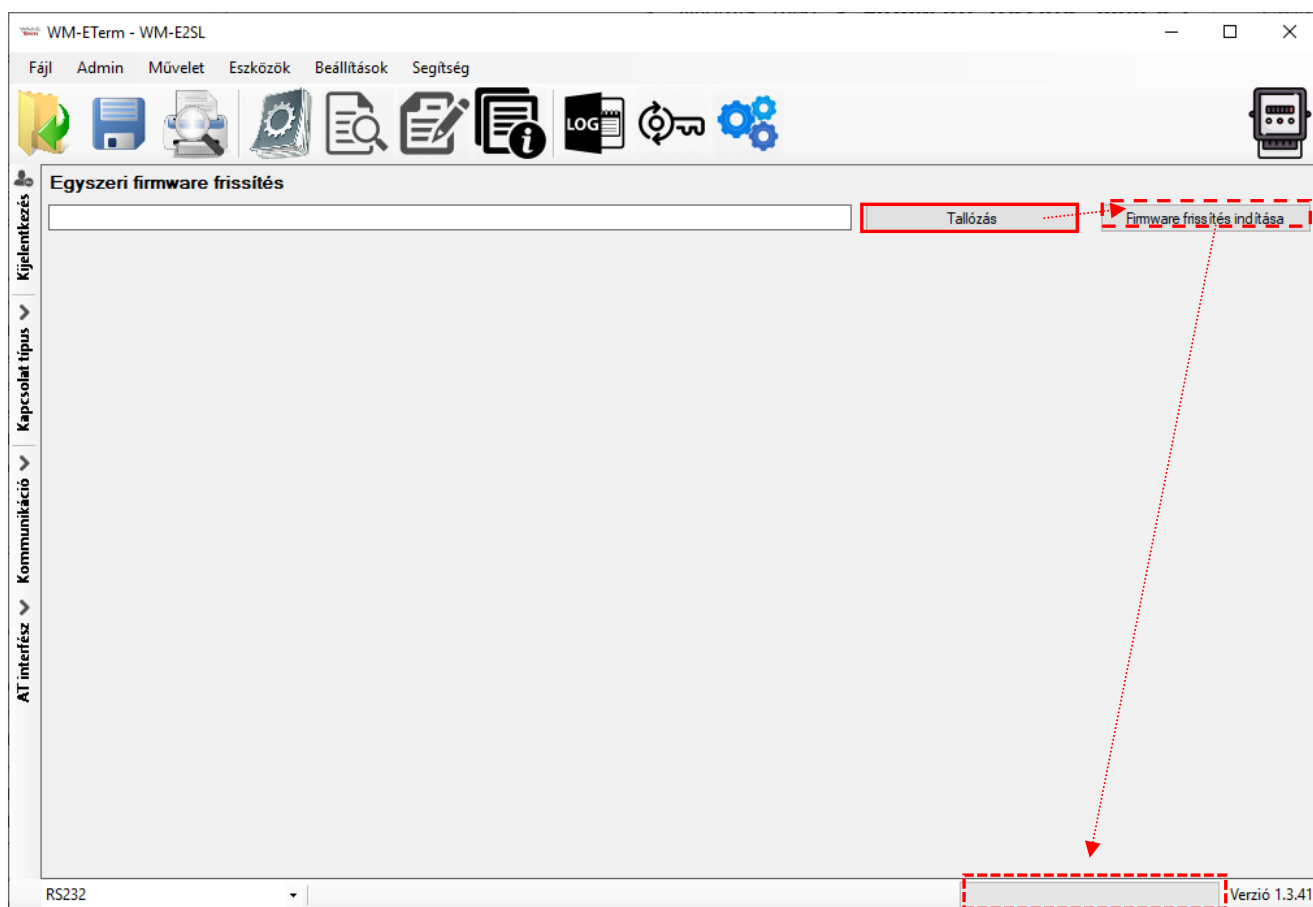 WM-ETerm - WM-E2SL
Fájl Admin Művelet Eszközök Beállítások Segítség
LOG
Egyszeri firmware frissítés
Tallózás Firmware frissítés indítása
Kijelentkezés
Kapcsolat típus
Kommunikáció
AT interfész
RS232 Verzió 1.3.41